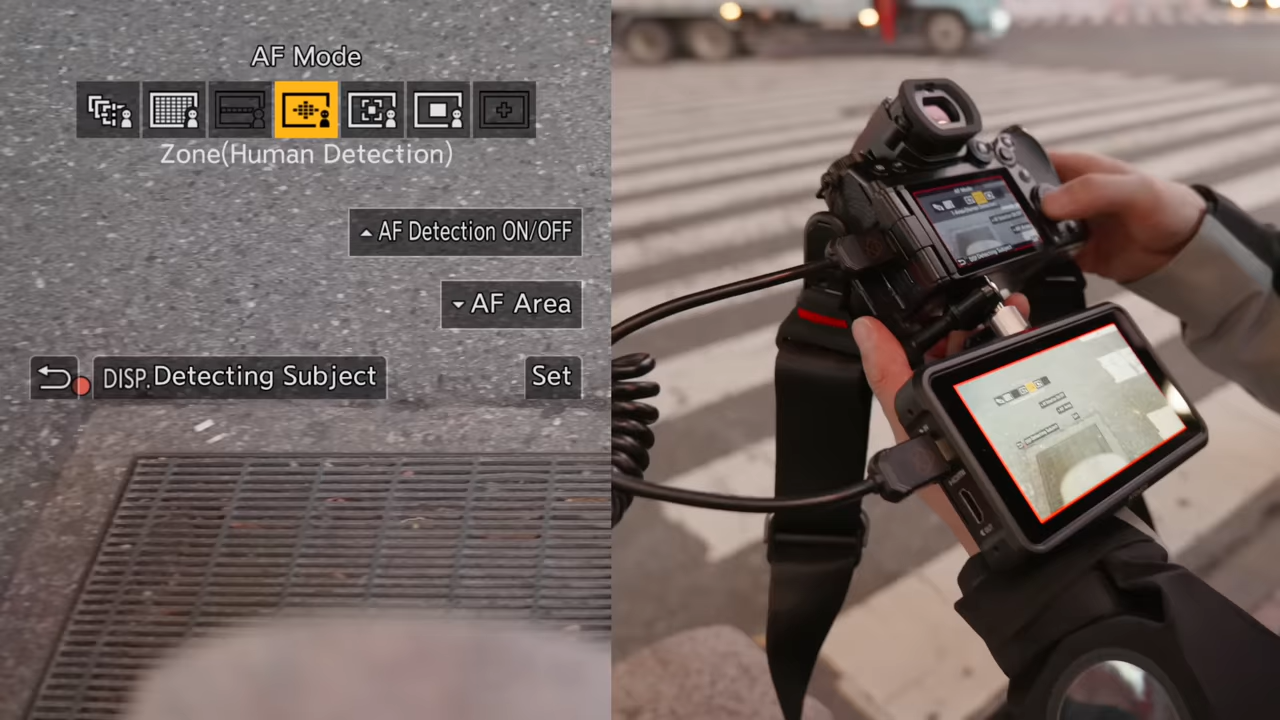 AF Mode
Zone(Human Detection)
AF Detection ON/OFF
AF Area
DISP.Detecting Subject
Set